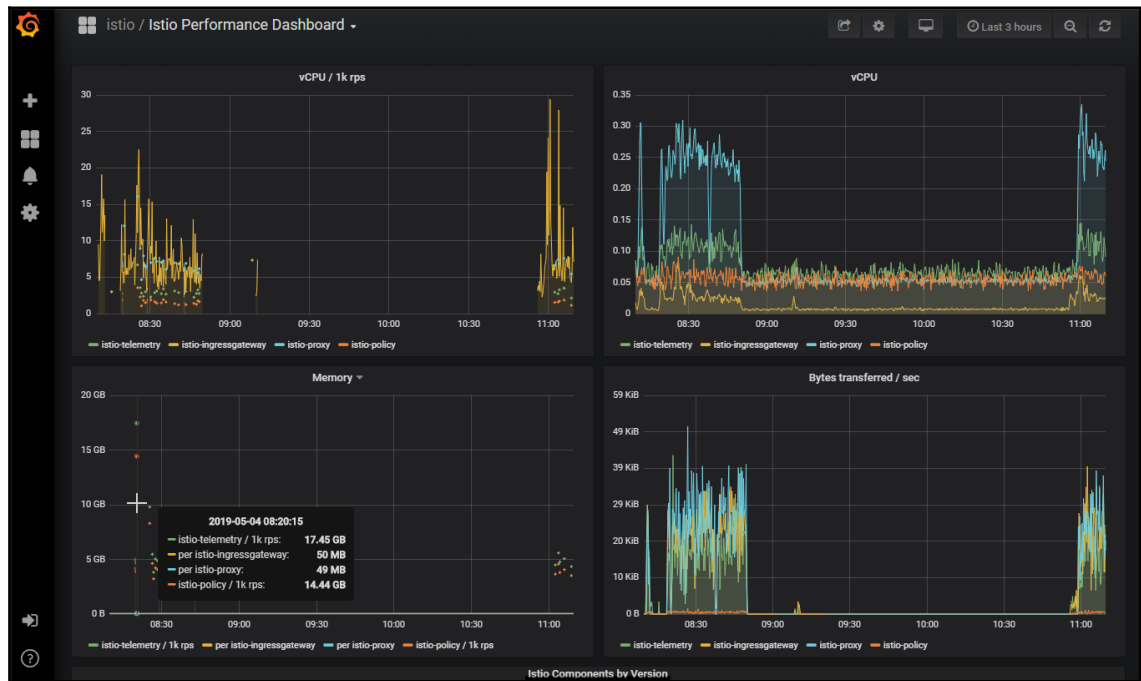 istio / Istio Performance Dashboard
Last 3 hours
vCPU / 1k rps
30
25
20
15
10
5
0
08:30 09:00 09:30 10:00 10:30 11:00
istio-telemetry istio-ingressgateway istio-proxy istio-policy
vCPU
0.35
0.30
0.25
0.20
0.15
0.10
0.05
0
08:30 09:00 09:30 10:00 10:30 11:00
istio-telemetry istio-ingressgateway istio-proxy istio-policy
Memory
20 GB
15 GB
10 GB
5 GB
0 B
2019-05-04 08:20:15
istio-telemetry / 1k rps: 17.45 GB
per istio-ingressgateway: 50 MB
per istio-proxy: 49 MB
istio-policy / 1k rps: 14.44 GB
08:30 09:00 09:30 10:00 10:30 11:00
istio-telemetry / 1k rps per istio-ingressgateway per istio-proxy istio-policy / 1k rps
Bytes transferred / sec
59 KiB
49 KiB
39 KiB
29 KiB
20 KiB
10 KiB
0 B
08:30 09:00 09:30 10:00 10:30 11:00
istio-telemetry istio-ingressgateway istio-proxy istio-policy
Istio Components by Version